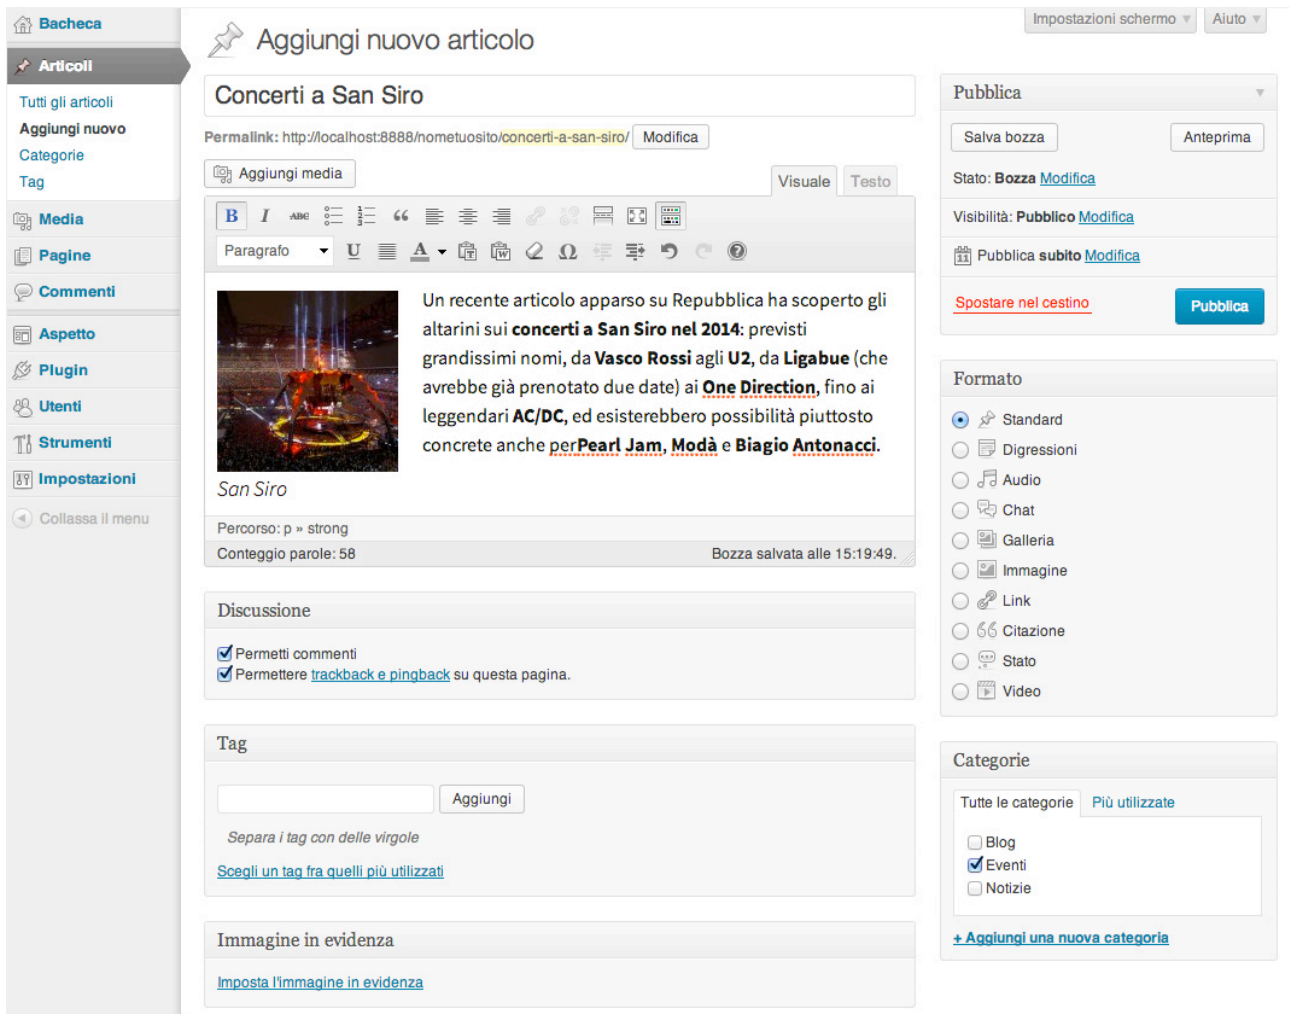 Bacheca
Articoli
Tutti gli articoli
Aggiungi nuovo
Categorie
Tag
Media
Pagine
Commenti
Aspetto
Plugin
Utenti
Strumenti
Impostazioni
Collassa il menu
Impostazioni schermo
Aiuto
Aggiungi nuovo articolo
Concerti a San Siro
Permalink: http://localhost:8888/nometuosito/concerti-a-san-siro/ Modifica
Aggiungi media
Visuale Testo
B I ABC
Paragrafo U A Ω
Un recente articolo apparso su Repubblica ha scoperto gli
altarini sui concerti a San Siro nel 2014: previsti
grandissimi nomi, da Vasco Rossi agli U2, da Ligabue (che
avrebbe già prenotato due date) ai One Direction, fino ai
leggendari AC/DC, ed esisterebbero possibilità piuttosto
concrete anche perPearl Jam, Modà e Biagio Antonacci.
San Siro
Percorso: p » strong
Conteggio parole: 58 Bozza salvata alle 15:19:49.
Discussione
Permetti commenti
Permettere trackback e pingback su questa pagina.
Tag
Aggiungi
Separa i tag con delle virgole
Scegli un tag fra quelli più utilizzati
Immagine in evidenza
Imposta l'immagine in evidenza
Pubblica
Salva bozza Anteprima
Stato: Bozza Modifica
Visibilità: Pubblico Modifica
11 Pubblica subito Modifica
Spostare nel cestino Pubblica
Formato
Standard
Digressioni
Audio
Chat
Galleria
Immagine
Link
Citazione
Stato
Video
Categorie
Tutte le categorie Più utilizzate
Blog
Eventi
Notizie
+ Aggiungi una nuova categoria